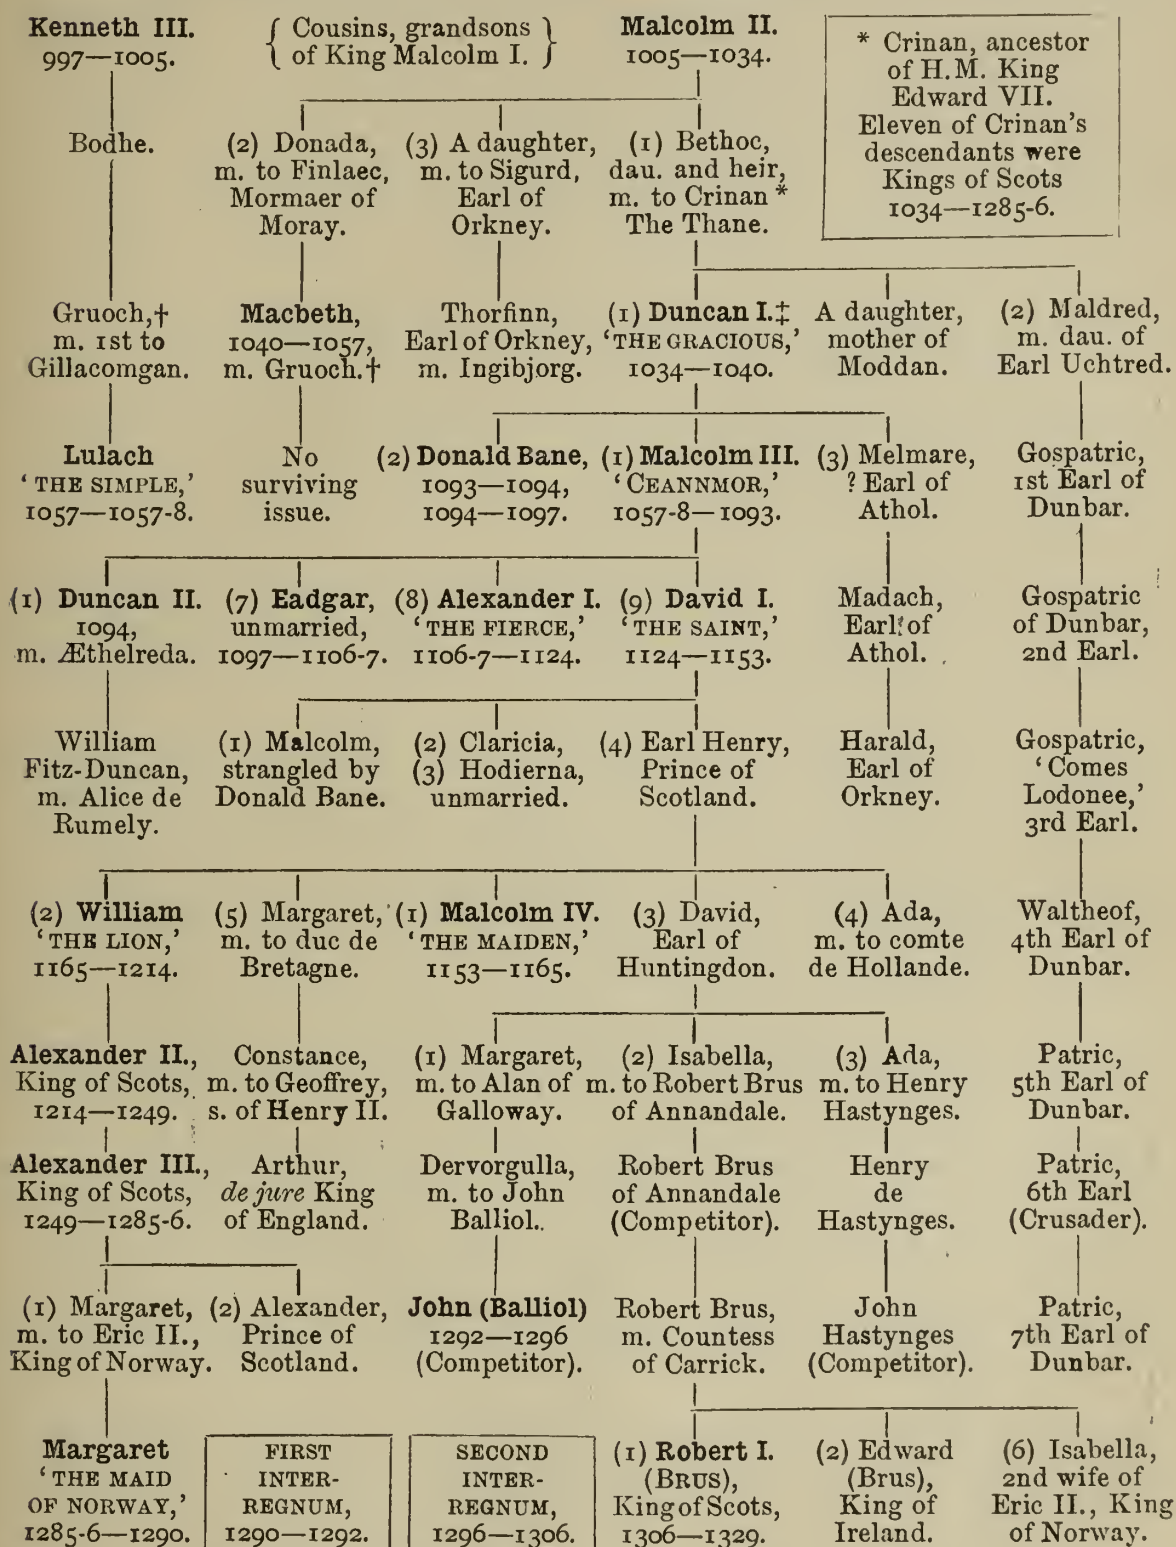 Kenneth III.
997—1005.
Cousins, grandsons
of King Malcolm I.
Malcolm II.
1005—1034.
* Crinan, ancestor
of H.M. King
Edward VII.
Eleven of Crinan's
descendants were
Kings of Scots
1034—1285-6.
Bodhe.
(2) Donada,
m. to Finlaec,
Mormaer of
Moray.
(3) A daughter,
m. to Sigurd,
Earl of
Orkney.
(1) Bethoc,
dau. and heir,
m. to Crinan *
The Thane.
Gruoch,†
m. 1st to
Gillacomgan.
Macbeth,
1040—1057,
m. Gruoch.†
Thorfinn,
Earl of Orkney,
m. Ingibjorg.
(1) Duncan I.‡
'THE GRACIOUS,'
1034—1040.
A daughter,
mother of
Moddan.
(2) Maldred,
m. dau. of
Earl Uchtred.
Lulach
'THE SIMPLE,'
1057—1057-8.
No
surviving
issue.
(2) Donald Bane,
1093—1094,
1094—1097.
(1) Malcolm III.
'CEANNMOR,'
1057-8—1093.
(3) Melmare,
? Earl of
Athol.
Gospatric,
1st Earl of
Dunbar.
(1) Duncan II.
1094,
m. Æthelreda.
(7) Eadgar,
unmarried,
1097—1106-7.
(8) Alexander I.
'THE FIERCE,'
1106-7—1124.
(9) David I.
'THE SAINT,'
1124—1153.
Madach,
Earl of
Athol.
Gospatric
of Dunbar,
2nd Earl.
William
Fitz-Duncan,
m. Alice de
Rumely.
(1) Malcolm,
strangled by
Donald Bane.
(2) Claricia,
(3) Hodierna,
unmarried.
(4) Earl Henry,
Prince of
Scotland.
Harald,
Earl of
Orkney.
Gospatric,
'Comes
Lodonee,'
3rd Earl.
(2) William
'THE LION,'
1165—1214.
(5) Margaret,
m. to duc de
Bretagne.
(1) Malcolm IV.
'THE MAIDEN,'
1153—1165.
(3) David,
Earl of
Huntingdon.
(4) Ada,
m. to comte
de Hollande.
Waltheof,
4th Earl of
Dunbar.
Alexander II.,
King of Scots,
1214—1249.
Constance,
m. to Geoffrey,
s. of Henry II.
(1) Margaret,
m. to Alan of
Galloway.
(2) Isabella,
m. to Robert Brus
of Annandale.
(3) Ada,
m. to Henry
Hastynges.
Patric,
5th Earl of
Dunbar.
Alexander III.,
King of Scots,
1249—1285-6.
Arthur,
de jure King
of England.
Dervorgulla,
m. to John
Balliol.
Robert Brus
of Annandale
(Competitor).
Henry
de
Hastynges.
Patric,
6th Earl
(Crusader).
(1) Margaret,
m. to Eric II.,
King of Norway.
(2) Alexander,
Prince of
Scotland.
John (Balliol)
1292—1296
(Competitor).
Robert Brus,
m. Countess
of Carrick.
John
Hastynges
(Competitor).
Patric,
7th Earl of
Dunbar.
Margaret
'THE MAID
OF NORWAY,'
1285-6—1290.
FIRST
INTER-
REGNUM,
1290—1292.
SECOND
INTER-
REGNUM,
1296—1306.
(1) Robert I.
(BRUS),
King of Scots,
1306—1329.
(2) Edward
(Brus),
King of
Ireland.
(6) Isabella,
2nd wife of
Eric II., King
of Norway.